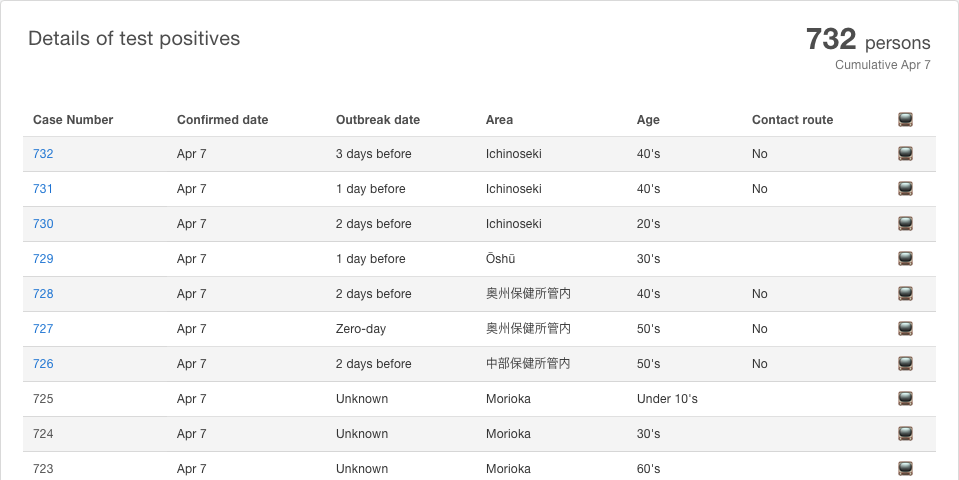 Details of test positives
732 persons
Cumulative Apr 7
Case Number Confirmed date Outbreak date Area Age Contact route
732 Apr 7 3 days before Ichinoseki 40's No
731 Apr 7 1 day before Ichinoseki 40's No
730 Apr 7 2 days before Ichinoseki 20's
729 Apr 7 1 day before Ōshū 30's
728 Apr 7 2 days before 奥州保健所管内 40's No
727 Apr 7 Zero-day 奥州保健所管内 50's No
726 Apr 7 2 days before 中部保健所管内 50's No
725 Apr 7 Unknown Morioka Under 10's
724 Apr 7 Unknown Morioka 30's
723 Apr 7 Unknown Morioka 60's